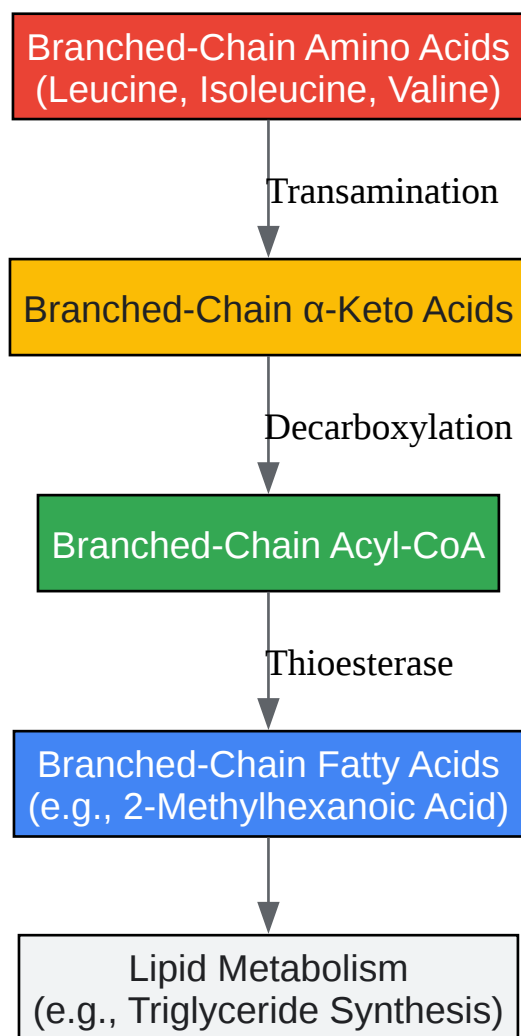 Branched-Chain Amino Acids
(Leucine, Isoleucine, Valine)
Transamination
Branched-Chain α-Keto Acids
Decarboxylation
Branched-Chain Acyl-CoA
Thioesterase
Branched-Chain Fatty Acids
(e.g., 2-Methylhexanoic Acid)
Lipid Metabolism
(e.g., Triglyceride Synthesis)